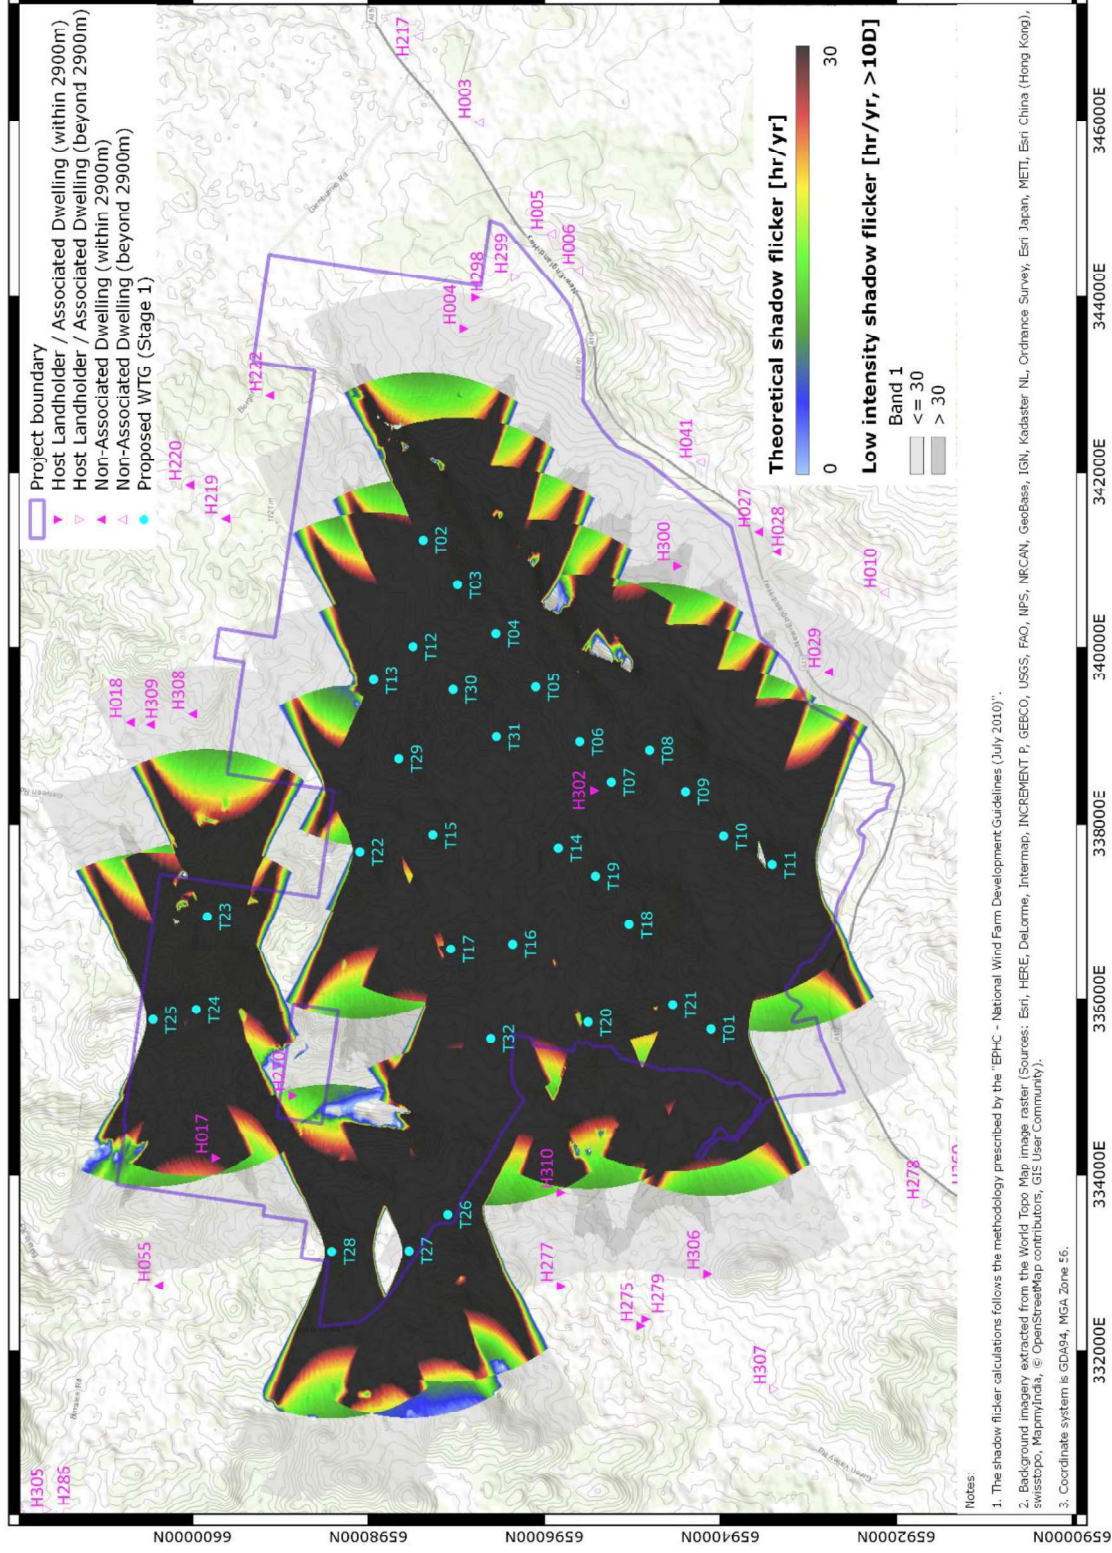 Project boundary
Host Landholder / Associated Dwelling (within 2900m)
Host Landholder / Associated Dwelling (beyond 2900m)
Non-Associated Dwelling (within 2900m)
Non-Associated Dwelling (beyond 2900m)
Proposed WTG (Stage 1)
H305
H286
H055
H017
H270
H018
H309
H308
H220
H219
H222
H217
H003
H004
H298
H299
H005
H006
H041
H027
H028
H300
H010
H029
H302
H310
H277
H275
H279
H306
H307
H278
T25
T24
T23
T22
T28
T27
T26
T32
T17
T16
T15
T29
T13
T12
T02
T03
T04
T30
T05
T31
T06
T07
T08
T09
T10
T11
T14
T19
T18
T20
T21
T01
New England Hwy
Theoretical shadow flicker [hr/yr]
0
30
Low intensity shadow flicker [hr/yr, >10D]
Band 1
<= 30
> 30
6600000N
6598000N
6596000N
6594000N
6592000N
6590000N
332000E
334000E
336000E
338000E
340000E
342000E
344000E
346000E
Notes:
1. The shadow flicker calculations follows the methodology prescribed by the "EPHC - National Wind Farm Development Guidelines (July 2010)".
2. Background imagery extracted from the World Topo Map image raster (Sources: Esri, HERE, DeLorme, Intermap, INCREMENT P, GEBCO, USGS, FAO, NPS, NRCAN, GeoBase, IGN, Kadaster NL, Ordnance Survey, Esri Japan, METI, Esri China (Hong Kong),
swisstopo, MapmyIndia, © OpenStreetMap contributors, GIS User Community).
3. Coordinate system is GDA94, MGA Zone 56.